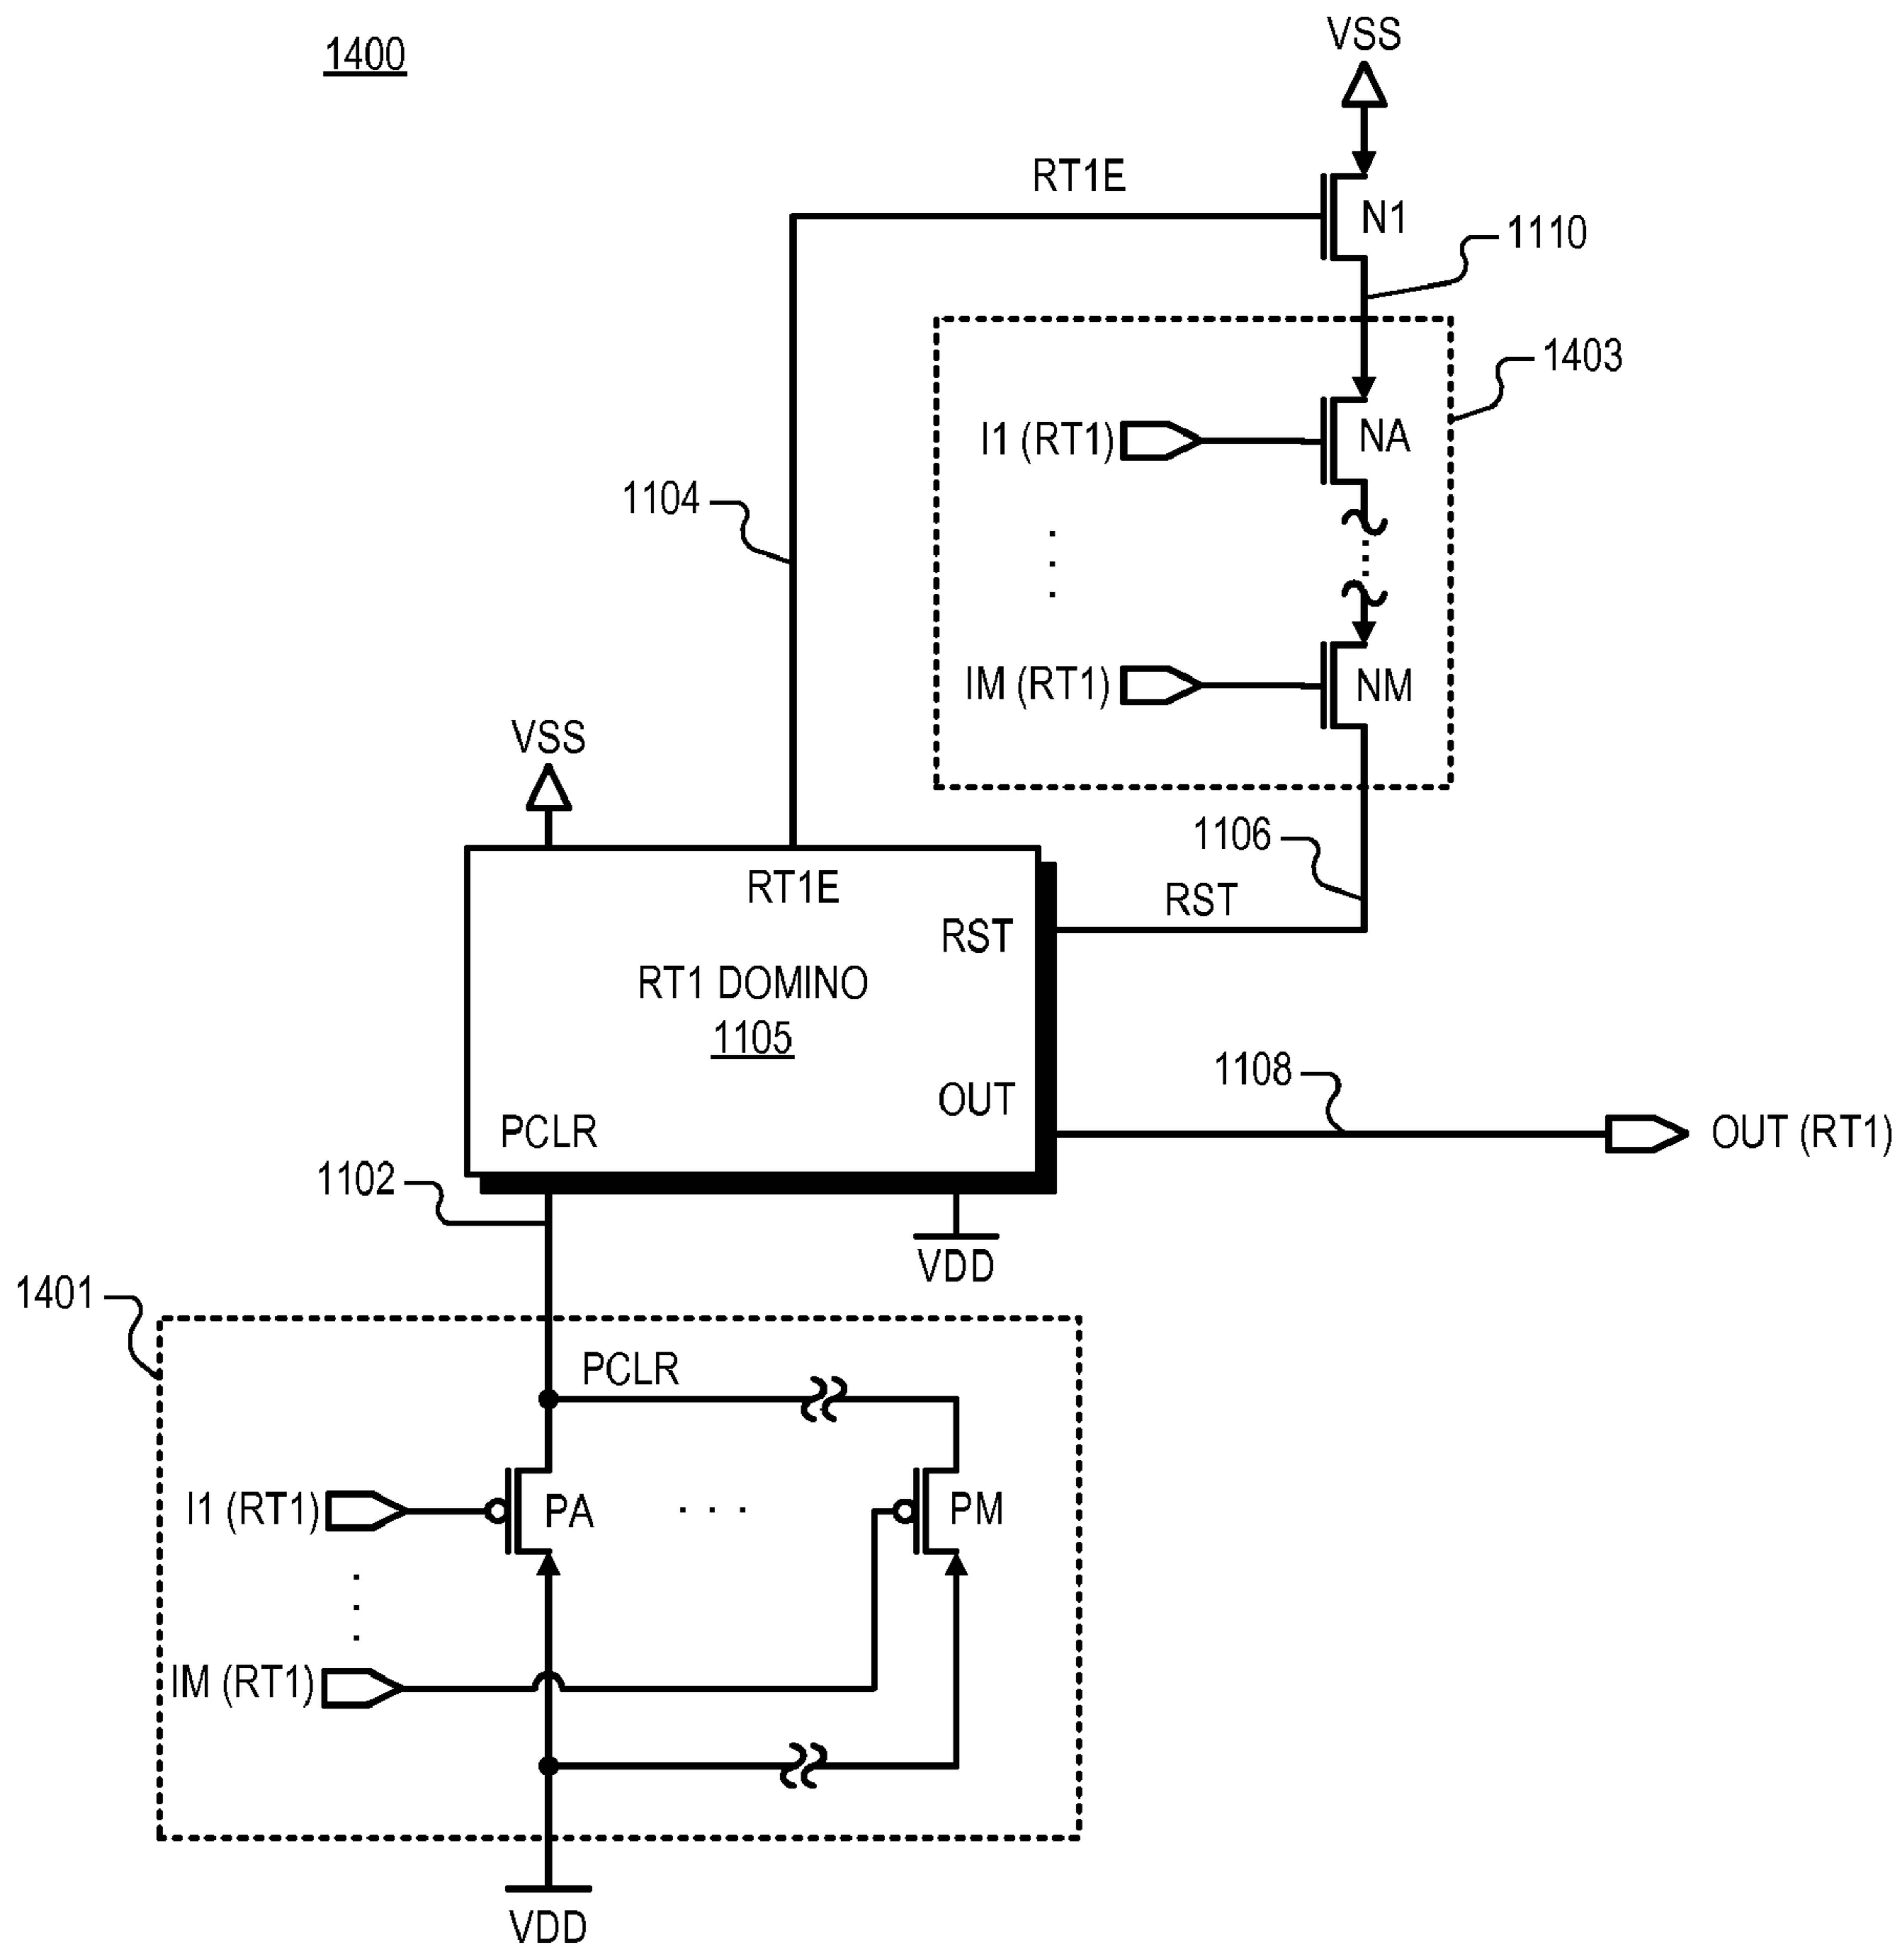 1400
VSS
RT1E
N1
1110
1403
I1 (RT1)
NA
1104
IM (RT1)
NM
VSS
1106
RT1E
RST
RST
RT1 DOMINO
1105
1108
OUT
OUT (RT1)
PCLR
1102
VDD
1401
PCLR
I1 (RT1)
PA
. . .
PM
IM (RT1)
VDD